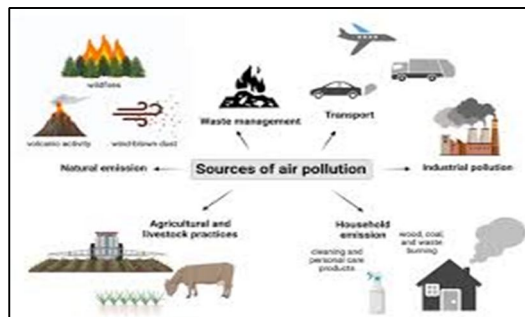 wildfires
Waste management
Transport
volcanic activity
wind-blown dust
Natural emission
Sources of air pollution
Industrial pollution
Agricultural and
livestock practices
Household
emission
wood, coal,
and waste
burning
cleaning and
personal care
products